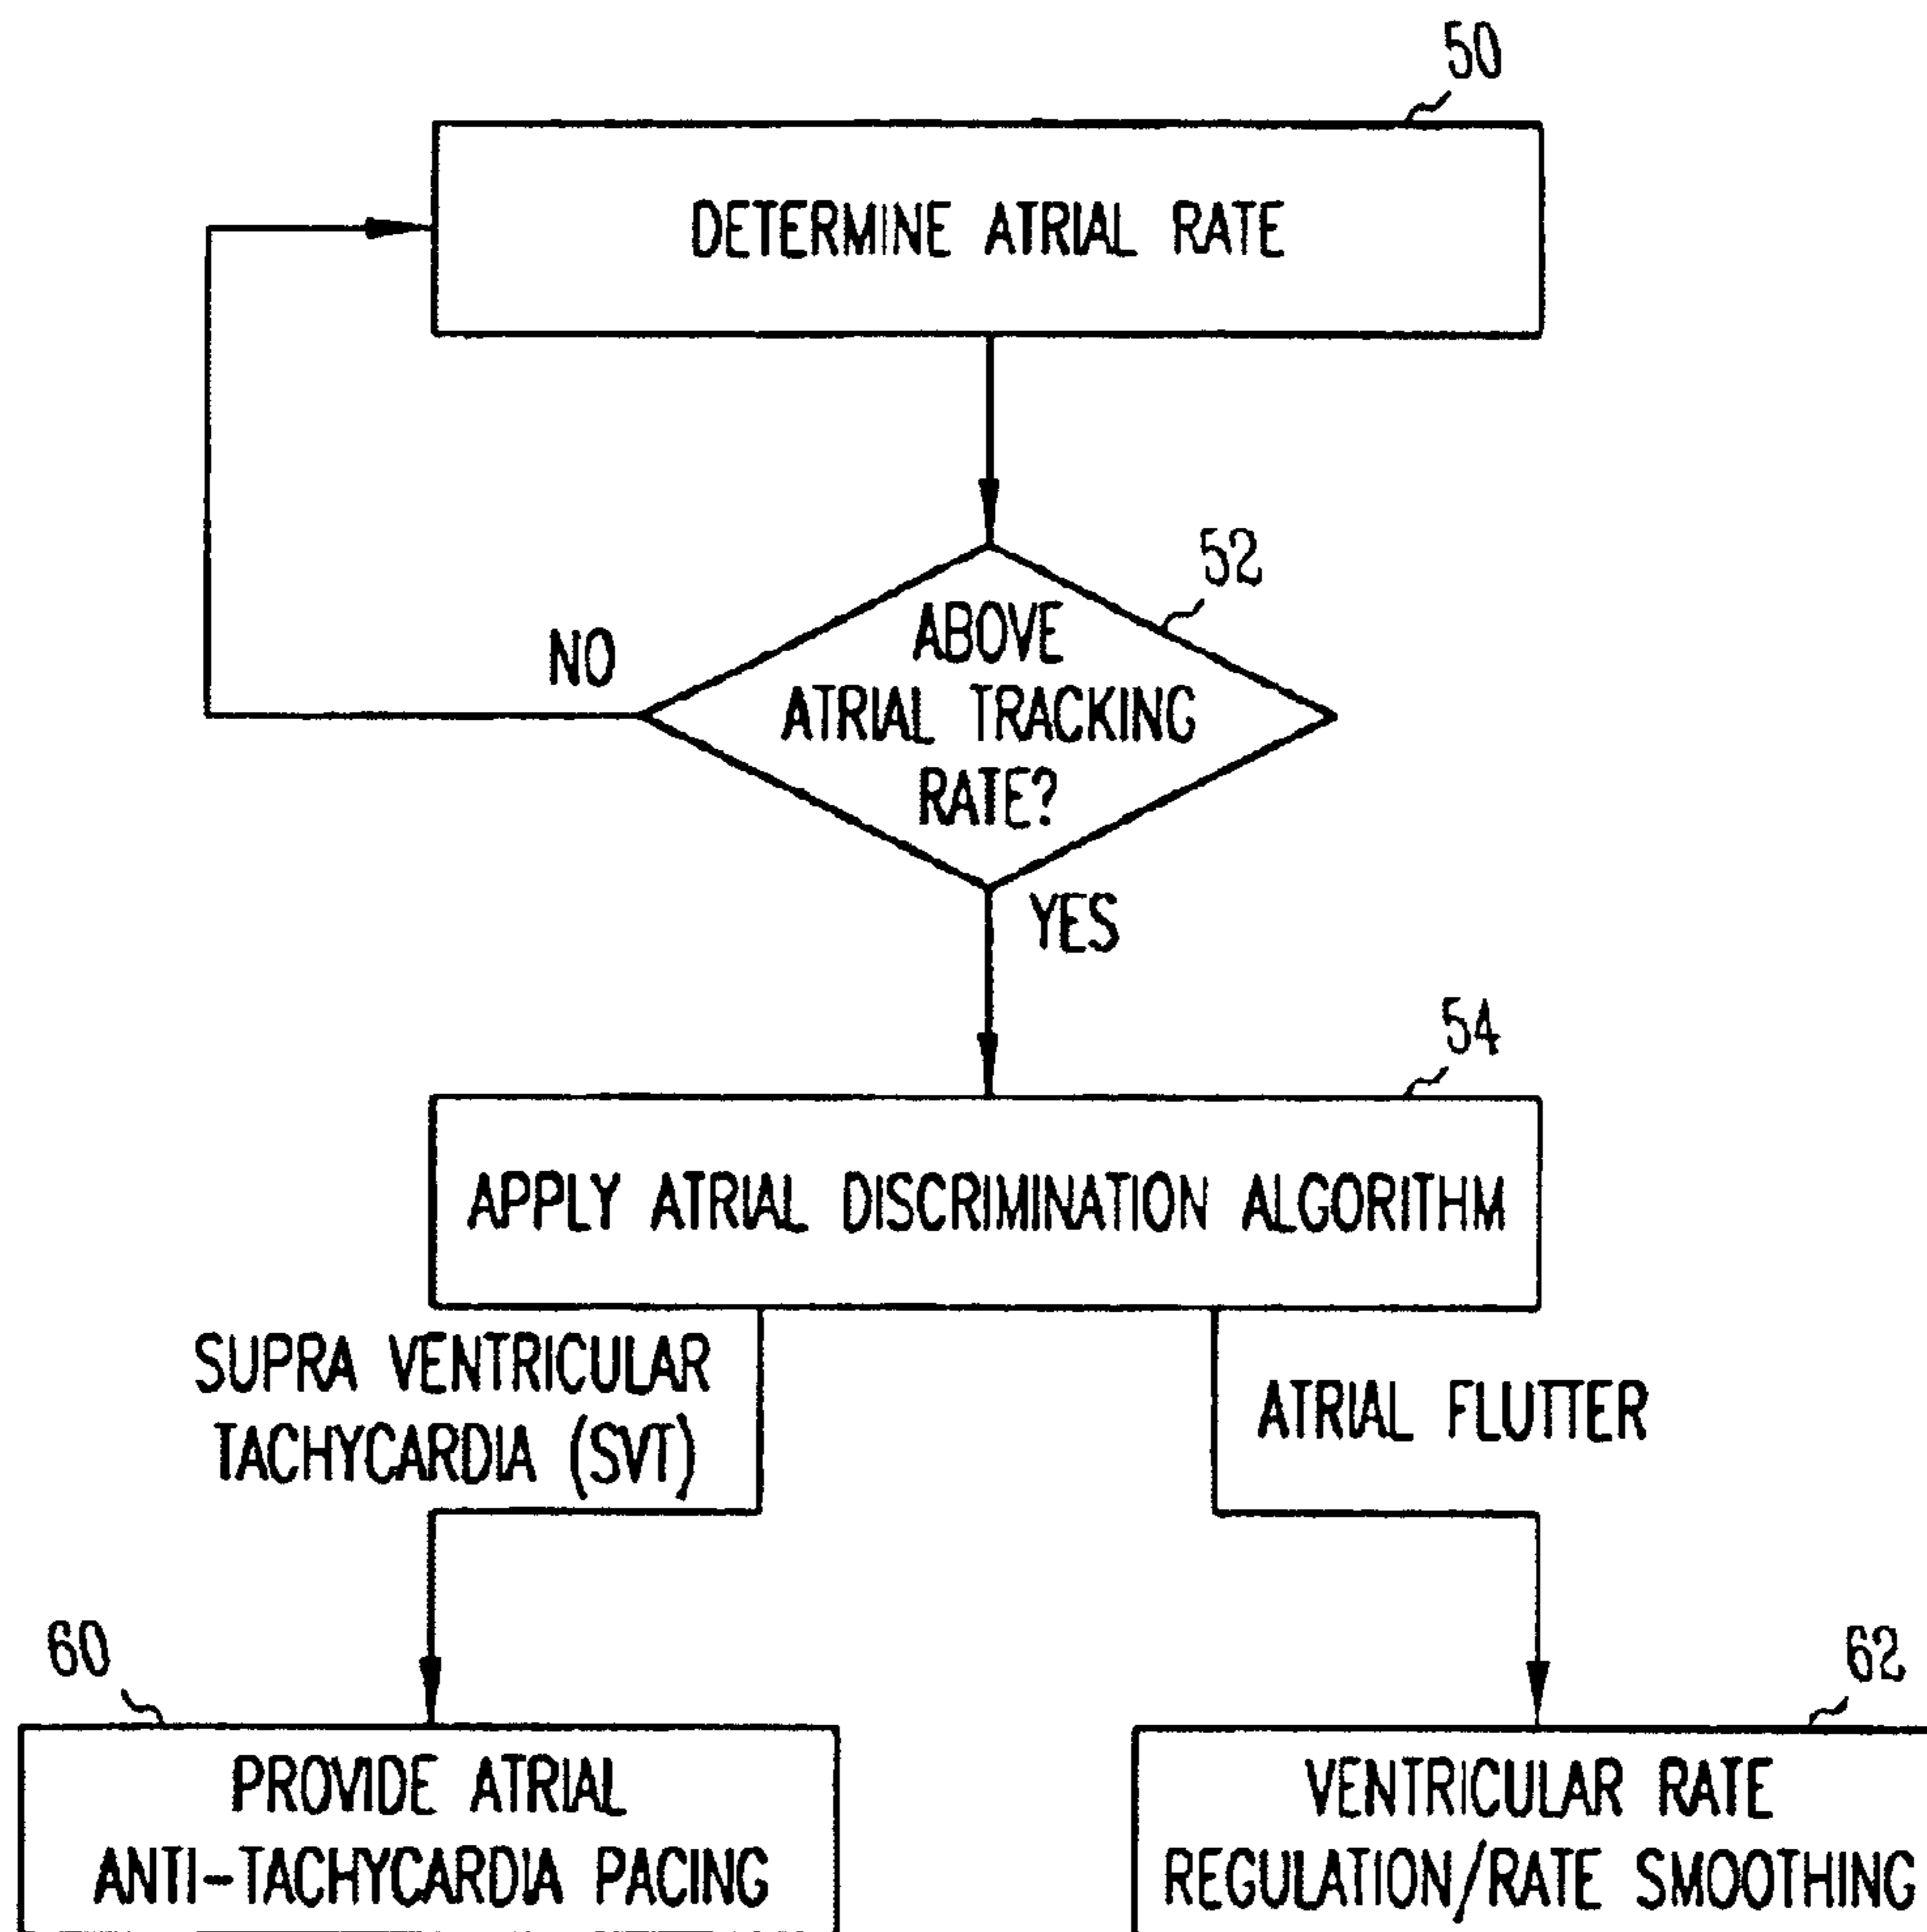 50
DETERMINE ATRIAL RATE
52
ABOVE
ATRIAL TRACKING
RATE?
NO
YES
54
APPLY ATRIAL DISCRIMINATION ALGORITHM
SUPRA VENTRICULAR
TACHYCARDIA (SVT)
ATRIAL FLUTTER
60
PROVIDE ATRIAL
ANTI-TACHYCARDIA PACING
62
VENTRICULAR RATE
REGULATION/RATE SMOOTHING